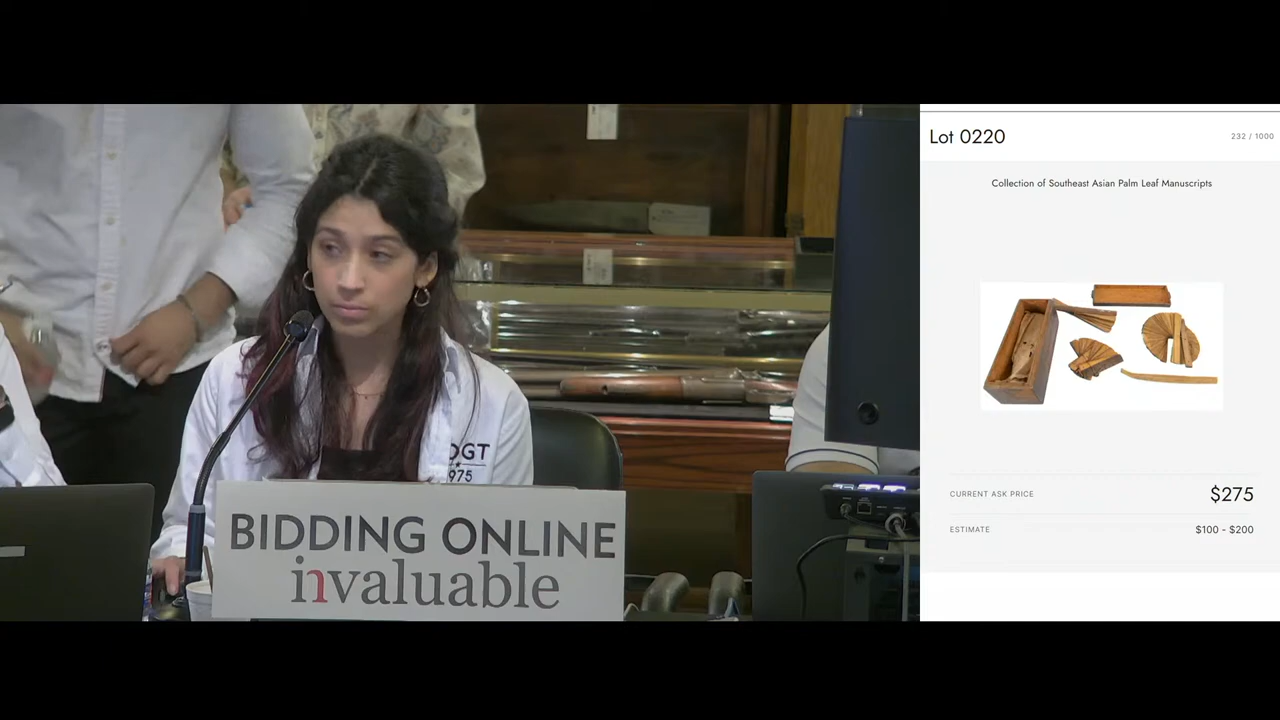 Lot 0220
232 / 1000
Collection of Southeast Asian Palm Leaf Manuscripts
CURRENT ASK PRICE
$275
ESTIMATE
$100 - $200
OGT
975
BIDDING ONLINE
invaluable